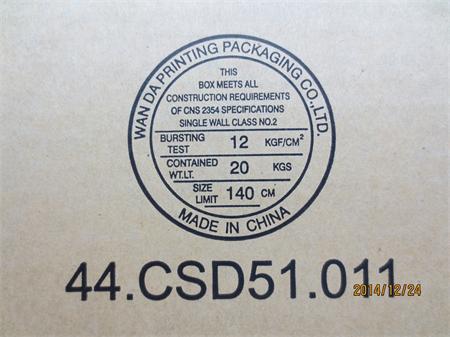 WAN DA PRINTING PACKAGING CO.,LTD.
THIS
BOX MEETS ALL
CONSTRUCTION REQUIREMENTS
OF CNS 2354 SPECIFICATIONS
SINGLE WALL CLASS NO.2
BURSTING TEST 12 KGF/CM²
CONTAINED WT.LT. 20 KGS
SIZE LIMIT 140 CM
MADE IN CHINA
44.CSD51.011
2014/12/24